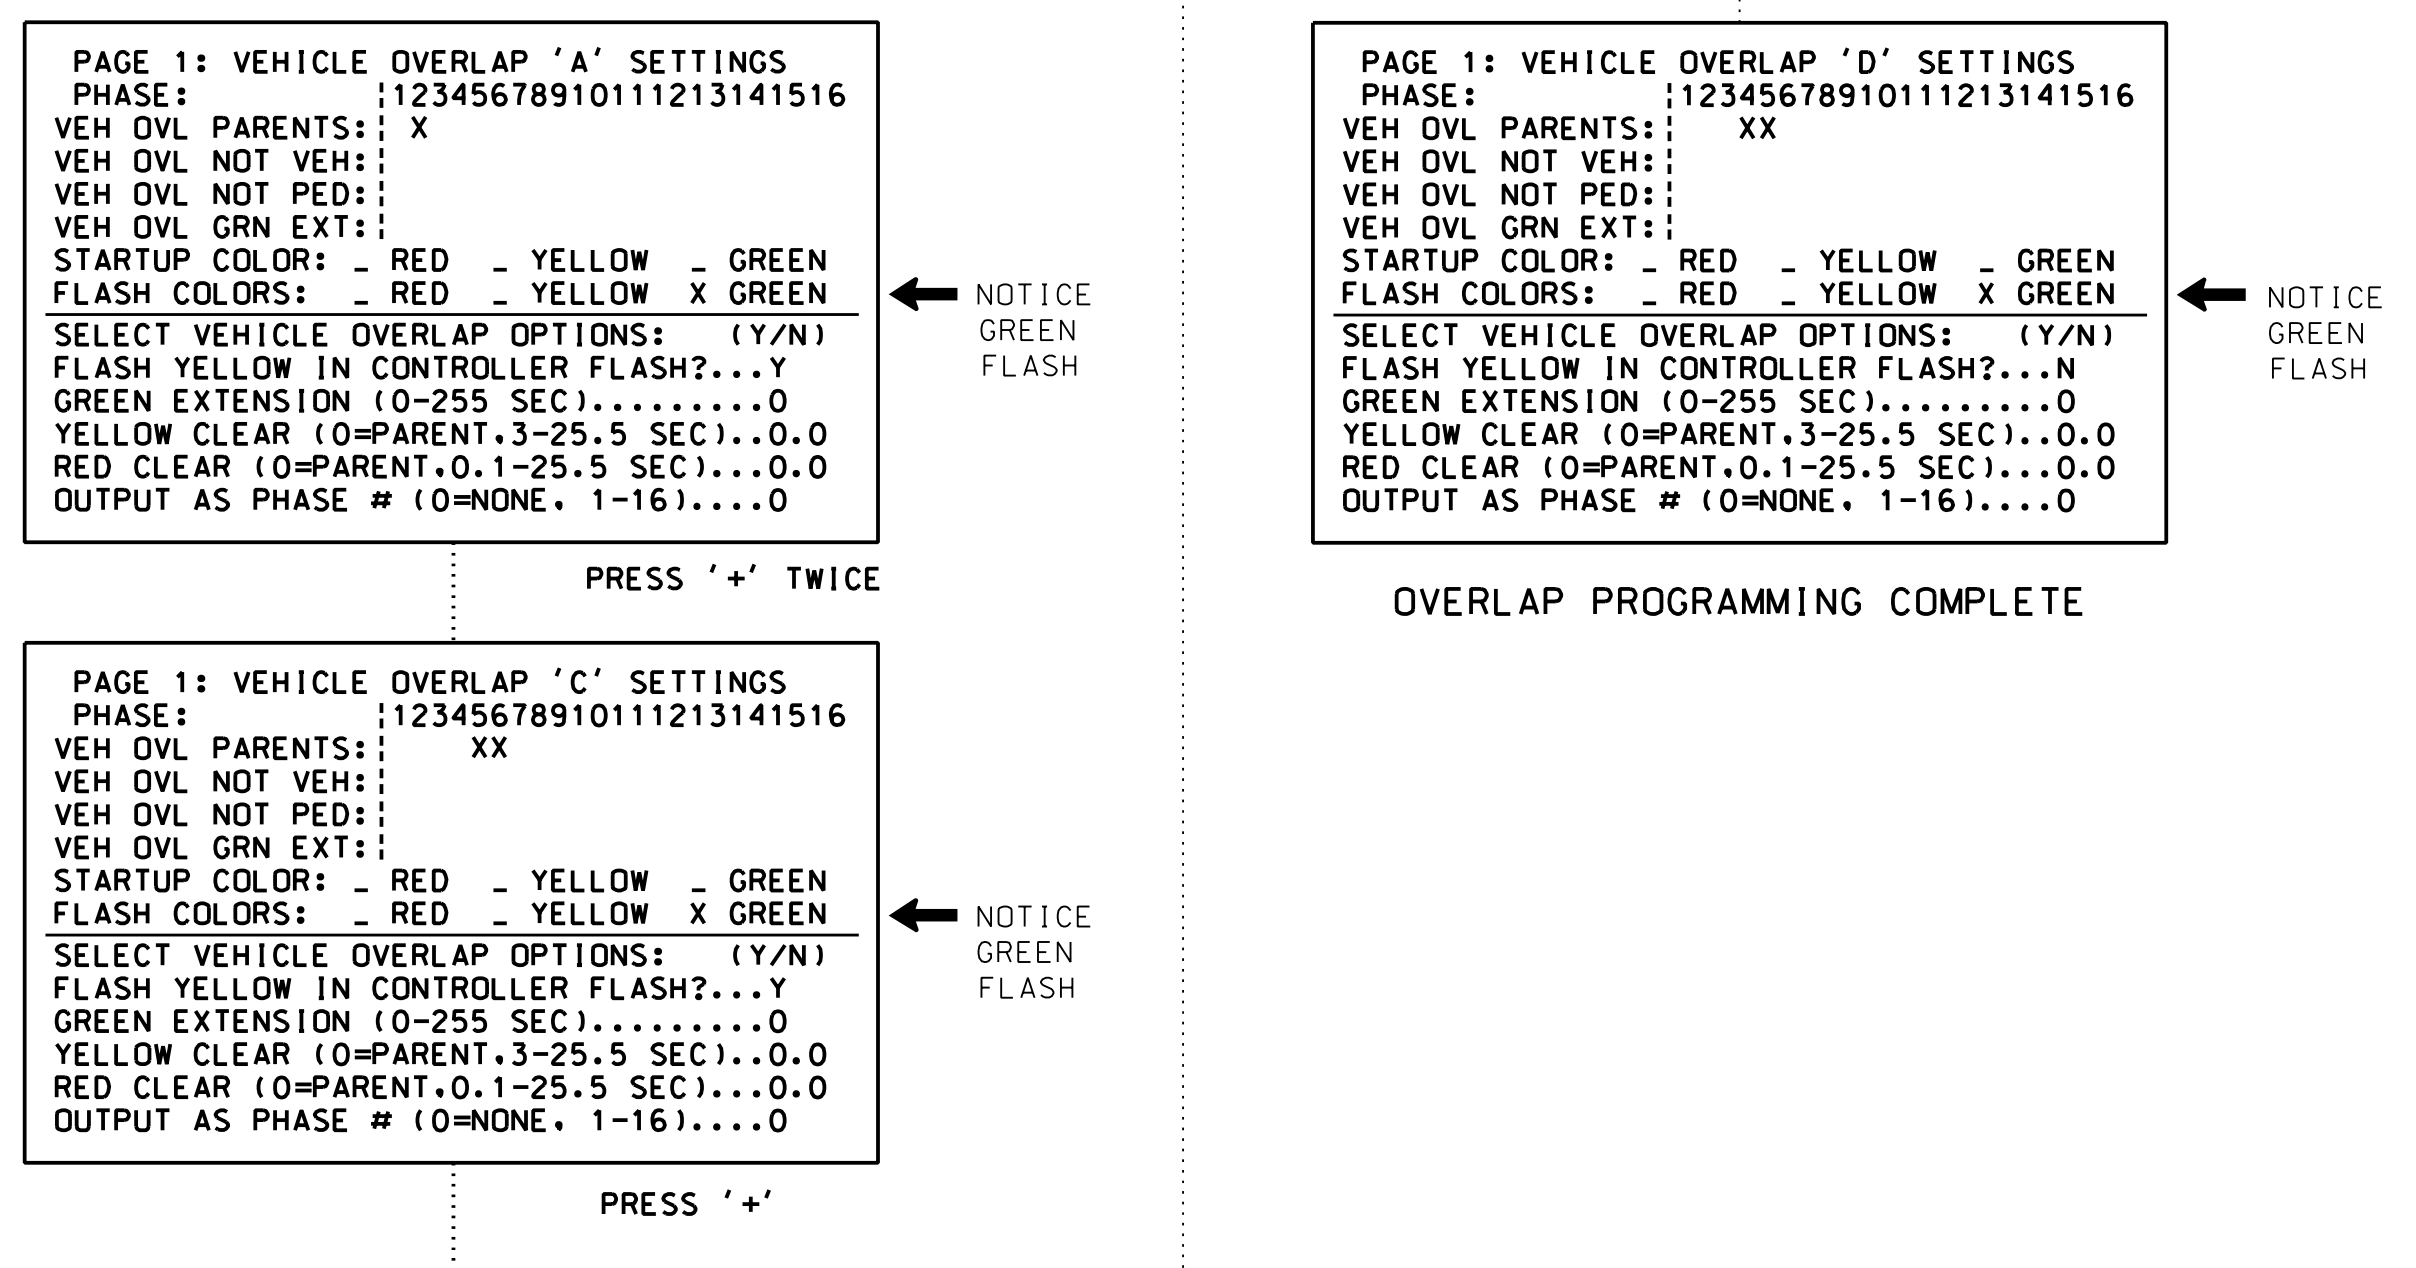 PAGE 1: VEHICLE OVERLAP 'A' SETTINGS
PHASE: ¦12345678910111213141516
VEH OVL PARENTS:¦ X
VEH OVL NOT VEH:¦
VEH OVL NOT PED:¦
VEH OVL GRN EXT:¦
STARTUP COLOR: _ RED _ YELLOW _ GREEN
FLASH COLORS: _ RED _ YELLOW X GREEN
SELECT VEHICLE OVERLAP OPTIONS: (Y/N)
FLASH YELLOW IN CONTROLLER FLASH?...Y
GREEN EXTENSION (0-255 SEC).........0
YELLOW CLEAR (0=PARENT,3-25.5 SEC)..0.0
RED CLEAR (0=PARENT,0.1-25.5 SEC)...0.0
OUTPUT AS PHASE # (0=NONE, 1-16)....0
NOTICE
GREEN
FLASH
PRESS '+' TWICE
PAGE 1: VEHICLE OVERLAP 'C' SETTINGS
PHASE: ¦12345678910111213141516
VEH OVL PARENTS:¦ XX
VEH OVL NOT VEH:¦
VEH OVL NOT PED:¦
VEH OVL GRN EXT:¦
STARTUP COLOR: _ RED _ YELLOW _ GREEN
FLASH COLORS: _ RED _ YELLOW X GREEN
SELECT VEHICLE OVERLAP OPTIONS: (Y/N)
FLASH YELLOW IN CONTROLLER FLASH?...Y
GREEN EXTENSION (0-255 SEC).........0
YELLOW CLEAR (0=PARENT,3-25.5 SEC)..0.0
RED CLEAR (0=PARENT,0.1-25.5 SEC)...0.0
OUTPUT AS PHASE # (0=NONE, 1-16)....0
NOTICE
GREEN
FLASH
PRESS '+'
PAGE 1: VEHICLE OVERLAP 'D' SETTINGS
PHASE: ¦12345678910111213141516
VEH OVL PARENTS:¦ XX
VEH OVL NOT VEH:¦
VEH OVL NOT PED:¦
VEH OVL GRN EXT:¦
STARTUP COLOR: _ RED _ YELLOW _ GREEN
FLASH COLORS: _ RED _ YELLOW X GREEN
SELECT VEHICLE OVERLAP OPTIONS: (Y/N)
FLASH YELLOW IN CONTROLLER FLASH?...N
GREEN EXTENSION (0-255 SEC).........0
YELLOW CLEAR (0=PARENT,3-25.5 SEC)..0.0
RED CLEAR (0=PARENT,0.1-25.5 SEC)...0.0
OUTPUT AS PHASE # (0=NONE, 1-16)....0
NOTICE
GREEN
FLASH
OVERLAP PROGRAMMING COMPLETE